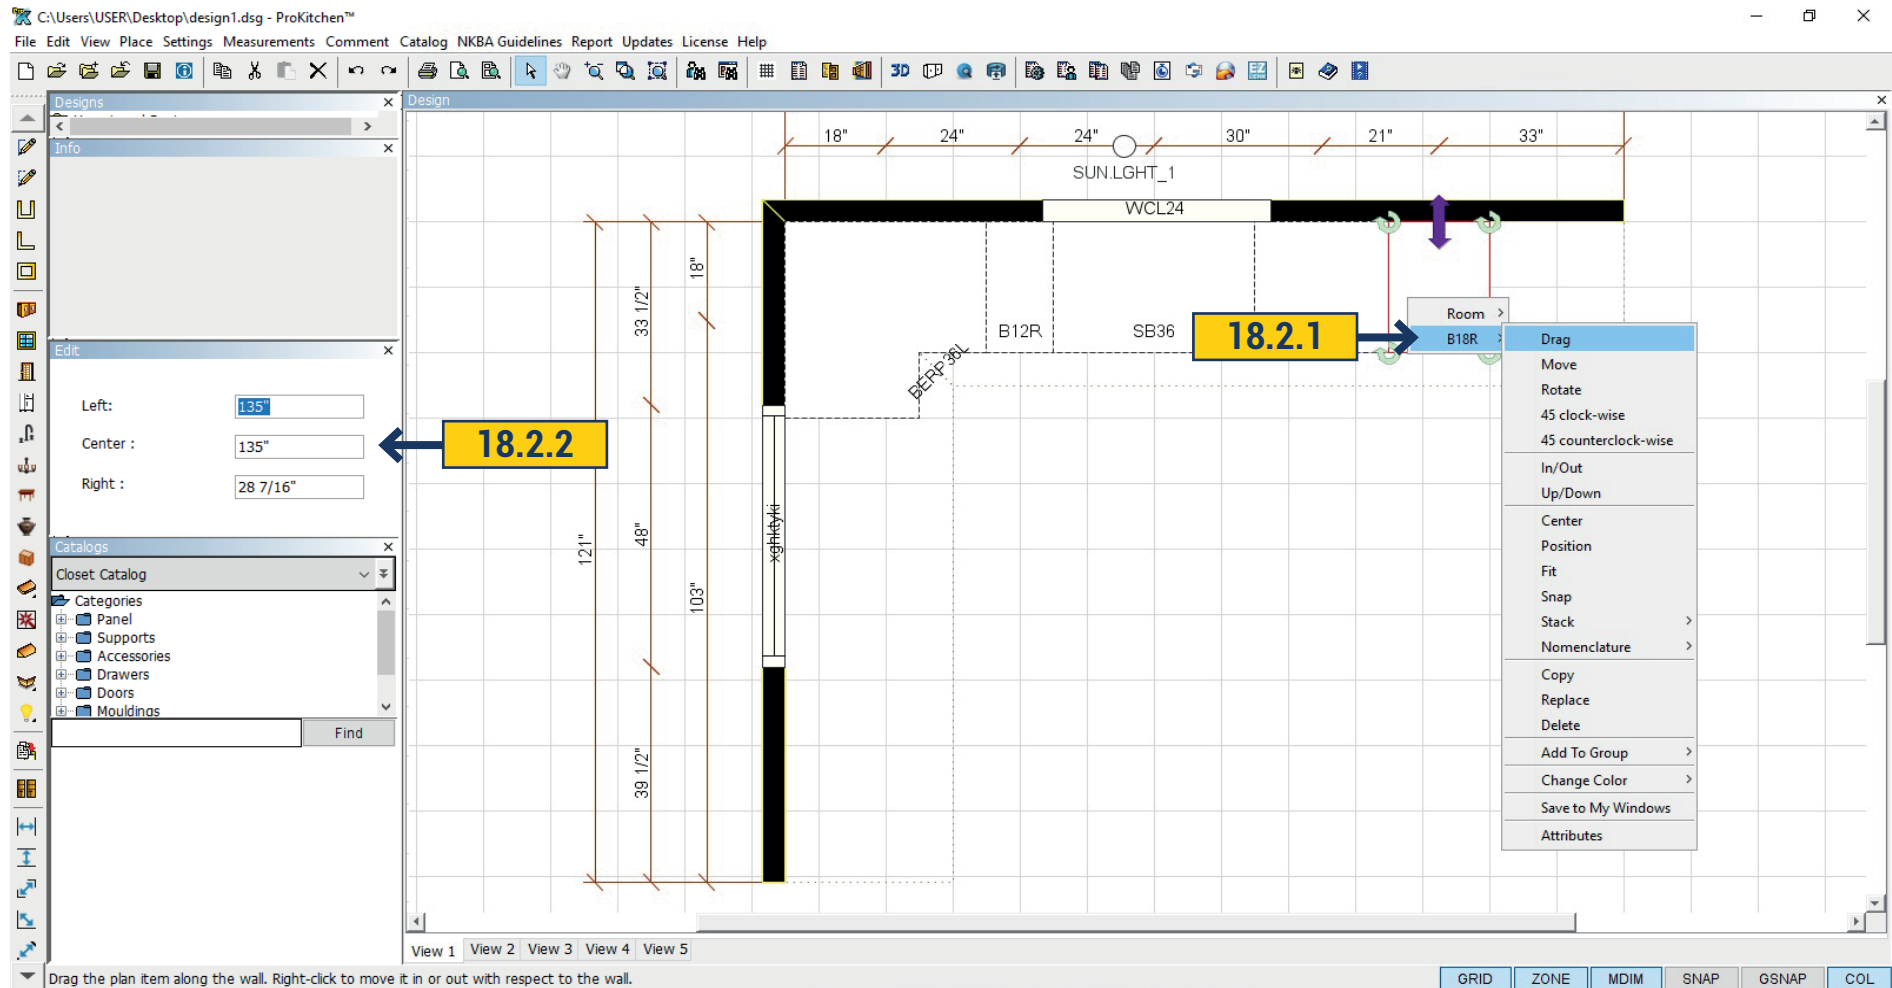 C:\Users\USER\Desktop\design1.dsg - ProKitchen™
File Edit View Place Settings Measurements Comment Catalog NKBA Guidelines Report Updates License Help
3D
Designs
Info
Edit
Left: 135"
Center : 135"
Right : 28 7/16"
Catalogs
Closet Catalog
Categories
Panel
Supports
Accessories
Drawers
Doors
Mouldings
Find
Design
18" 24" 24" 30" 21" 33"
SUN.LGHT_1
WCL24
18"
33 1/2"
B12R SB36
BERP36L
18.2.1
18.2.2
121"
48"
103"
39 1/2"
xghktyki
Room
B18R
Drag
Move
Rotate
45 clock-wise
45 counterclock-wise
In/Out
Up/Down
Center
Position
Fit
Snap
Stack
Nomenclature
Copy
Replace
Delete
Add To Group
Change Color
Save to My Windows
Attributes
View 1 View 2 View 3 View 4 View 5
Drag the plan item along the wall. Right-click to move it in or out with respect to the wall.
GRID ZONE MDIM SNAP GSNAP COL